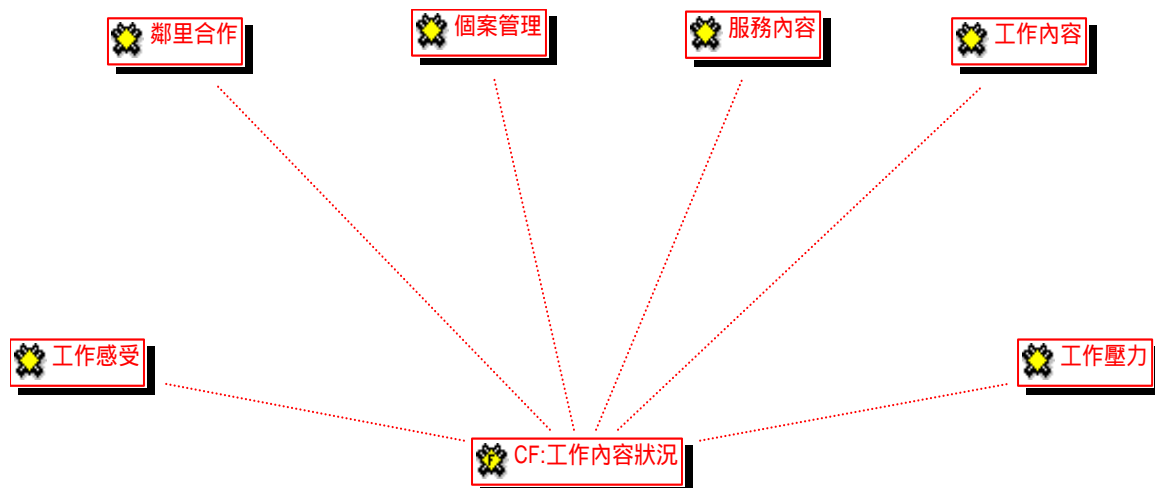 鄰里合作
個案管理
服務內容
工作內容
工作感受
工作壓力
F CF:工作內容狀況